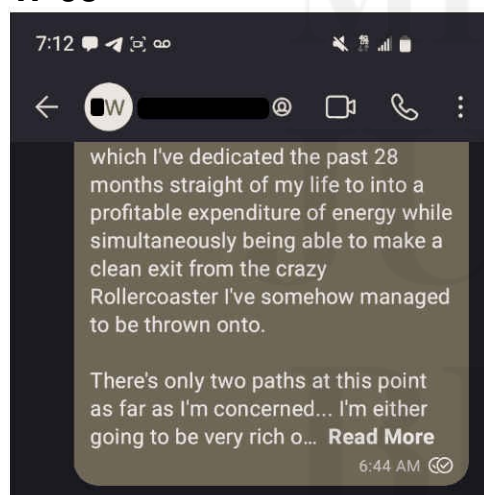 7:12
W @
which I've dedicated the past 28
months straight of my life to into a
profitable expenditure of energy while
simultaneously being able to make a
clean exit from the crazy
Rollercoaster I've somehow managed
to be thrown onto.
There's only two paths at this point
as far as I'm concerned... I'm either
going to be very rich o... Read More
6:44 AM